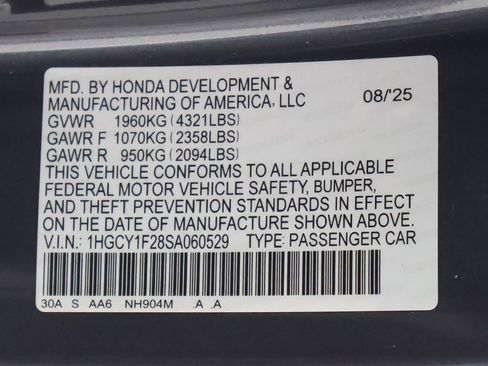 MFD. BY HONDA DEVELOPMENT &
MANUFACTURING OF AMERICA, LLC 08/'25
GVWR 1960KG (4321LBS)
GAWR F 1070KG (2358LBS)
GAWR R 950KG (2094LBS)
THIS VEHICLE CONFORMS TO ALL APPLICABLE
FEDERAL MOTOR VEHICLE SAFETY, BUMPER,
AND THEFT PREVENTION STANDARDS IN EFFECT
ON THE DATE OF MANUFACTURE SHOWN ABOVE.
V.I.N.: 1HGCY1F28SA060529 TYPE: PASSENGER CAR
30A S AA6 NH904M .A .A